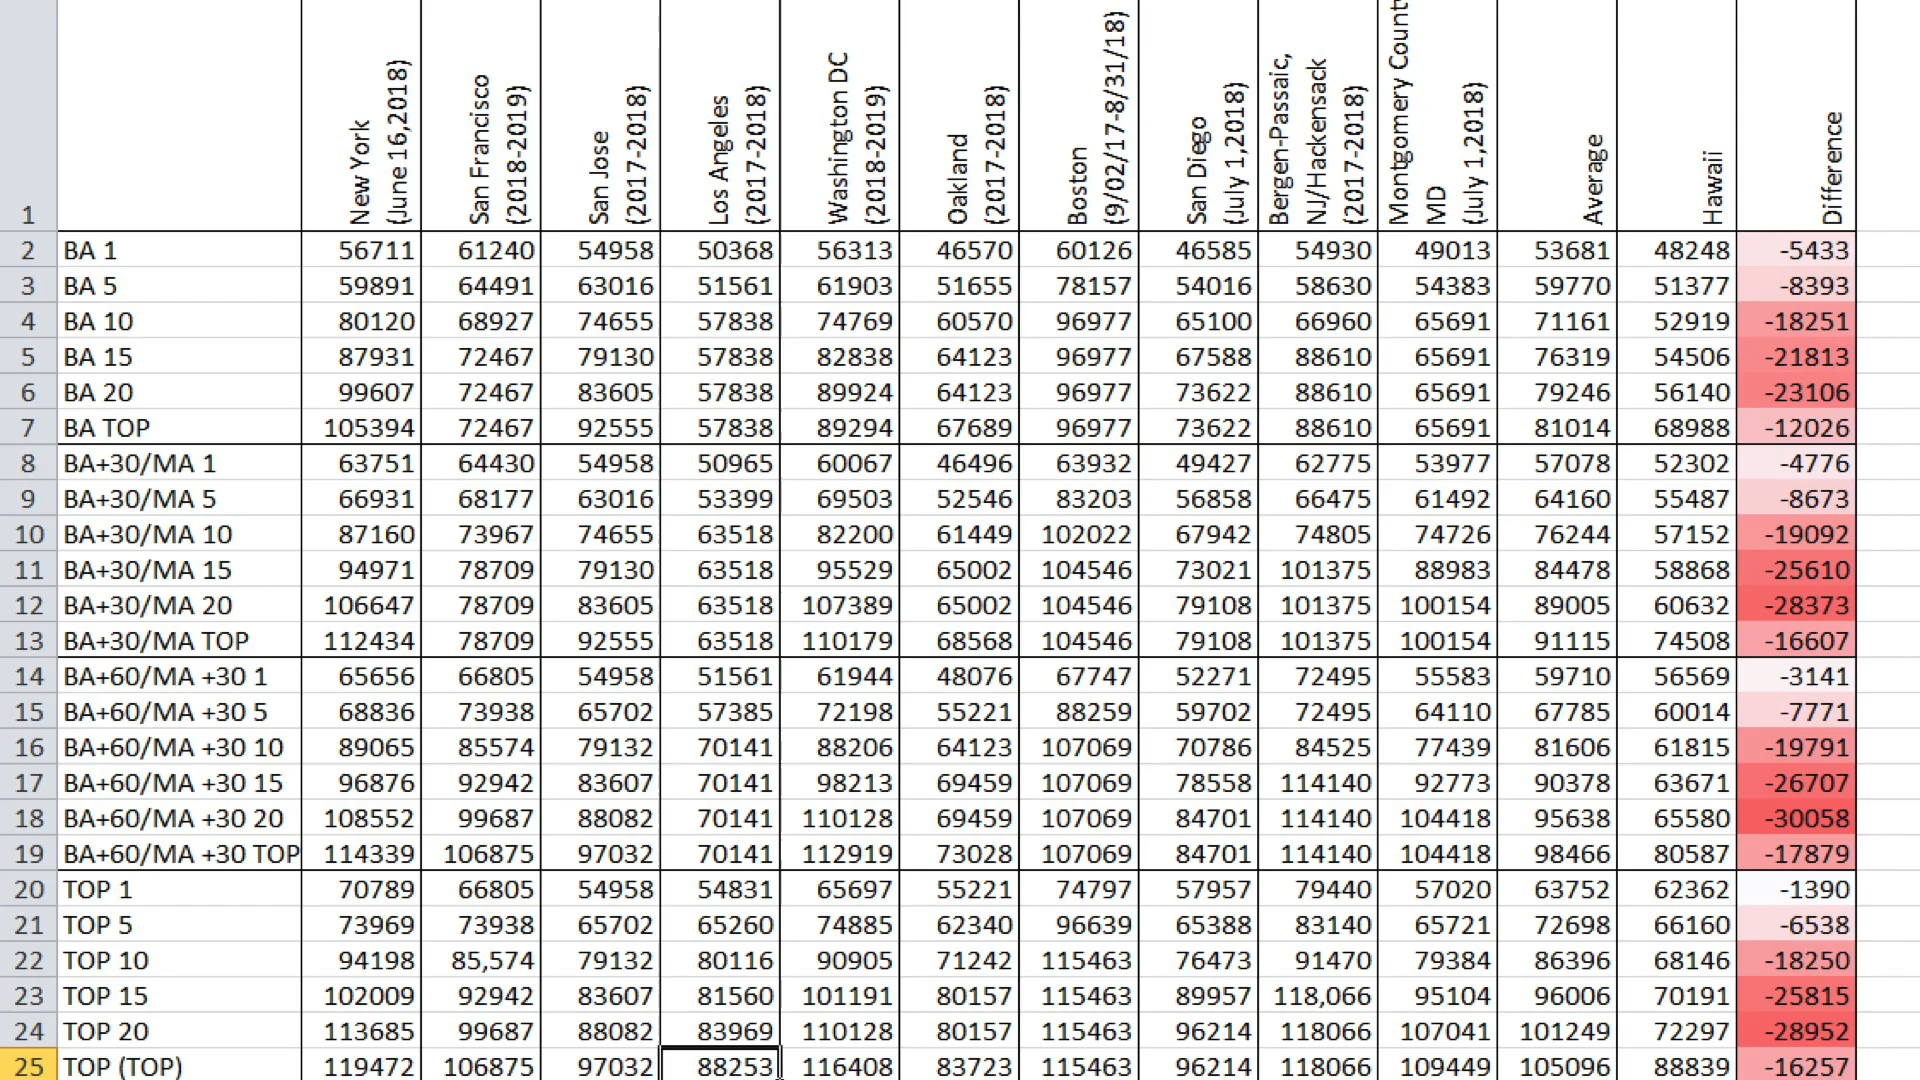 1 New York (June 16,2018) San Francisco (2018-2019) San Jose (2017-2018) Los Angeles (2017-2018) Washington DC (2018-2019) Oakland (2017-2018) Boston (9/02/17-8/31/18) San Diego (July 1,2018) Bergen-Passaic, NJ/Hackensack (2017-2018) Montgomery County MD (July 1,2018) Average Hawaii Difference
2 BA 1 56711 61240 54958 50368 56313 46570 60126 46585 54930 49013 53681 48248 -5433
3 BA 5 59891 64491 63016 51561 61903 51655 78157 54016 58630 54383 59770 51377 -8393
4 BA 10 80120 68927 74655 57838 74769 60570 96977 65100 66960 65691 71161 52919 -18251
5 BA 15 87931 72467 79130 57838 82838 64123 96977 67588 88610 65691 76319 54506 -21813
6 BA 20 99607 72467 83605 57838 89924 64123 96977 73622 88610 65691 79246 56140 -23106
7 BA TOP 105394 72467 92555 57838 89294 67689 96977 73622 88610 65691 81014 68988 -12026
8 BA+30/MA 1 63751 64430 54958 50965 60067 46496 63932 49427 62775 53977 57078 52302 -4776
9 BA+30/MA 5 66931 68177 63016 53399 69503 52546 83203 56858 66475 61492 64160 55487 -8673
10 BA+30/MA 10 87160 73967 74655 63518 82200 61449 102022 67942 74805 74726 76244 57152 -19092
11 BA+30/MA 15 94971 78709 79130 63518 95529 65002 104546 73021 101375 88983 84478 58868 -25610
12 BA+30/MA 20 106647 78709 83605 63518 107389 65002 104546 79108 101375 100154 89005 60632 -28373
13 BA+30/MA TOP 112434 78709 92555 63518 110179 68568 104546 79108 101375 100154 91115 74508 -16607
14 BA+60/MA +30 1 65656 66805 54958 51561 61944 48076 67747 52271 72495 55583 59710 56569 -3141
15 BA+60/MA +30 5 68836 73938 65702 57385 72198 55221 88259 59702 72495 64110 67785 60014 -7771
16 BA+60/MA +30 10 89065 85574 79132 70141 88206 64123 107069 70786 84525 77439 81606 61815 -19791
17 BA+60/MA +30 15 96876 92942 83607 70141 98213 69459 107069 78558 114140 92773 90378 63671 -26707
18 BA+60/MA +30 20 108552 99687 88082 70141 110128 69459 107069 84701 114140 104418 95638 65580 -30058
19 BA+60/MA +30 TOP 114339 106875 97032 70141 112919 73028 107069 84701 114140 104418 98466 80587 -17879
20 TOP 1 70789 66805 54958 54831 65697 55221 74797 57957 79440 57020 63752 62362 -1390
21 TOP 5 73969 73938 65702 65260 74885 62340 96639 65388 83140 65721 72698 66160 -6538
22 TOP 10 94198 85,574 79132 80116 90905 71242 115463 76473 91470 79384 86396 68146 -18250
23 TOP 15 102009 92942 83607 81560 101191 80157 115463 89957 118,066 95104 96006 70191 -25815
24 TOP 20 113685 99687 88082 83969 110128 80157 115463 96214 118066 107041 101249 72297 -28952
25 TOP (TOP) 119472 106875 97032 88253 116408 83723 115463 96214 118066 109449 105096 88839 -16257